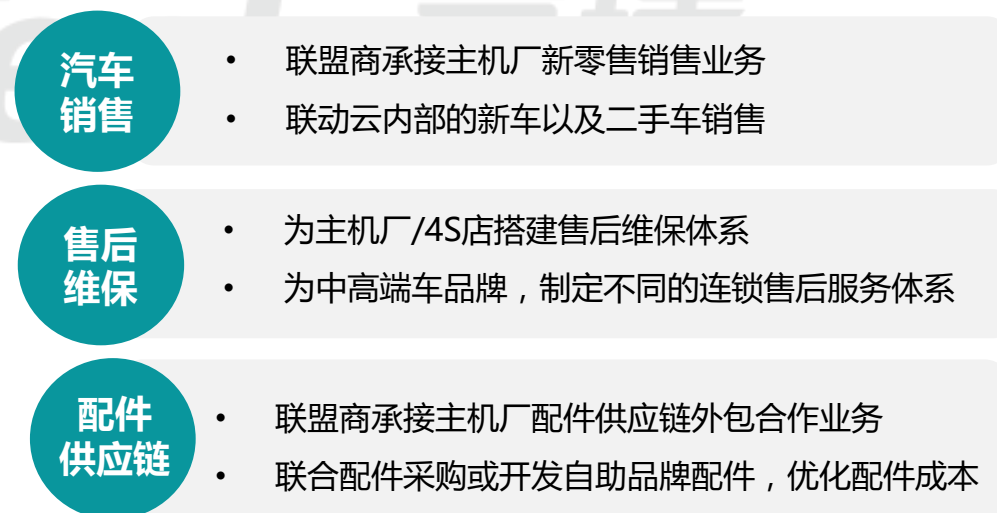 汽车
销售
• 联盟商承接主机厂新零售销售业务
• 联动云内部的新车以及二手车销售
售后
维保
• 为主机厂/4S店搭建售后维保体系
• 为中高端车品牌，制定不同的连锁售后服务体系
配件
供应链
• 联盟商承接主机厂配件供应链外包合作业务
• 联合配件采购或开发自助品牌配件，优化配件成本